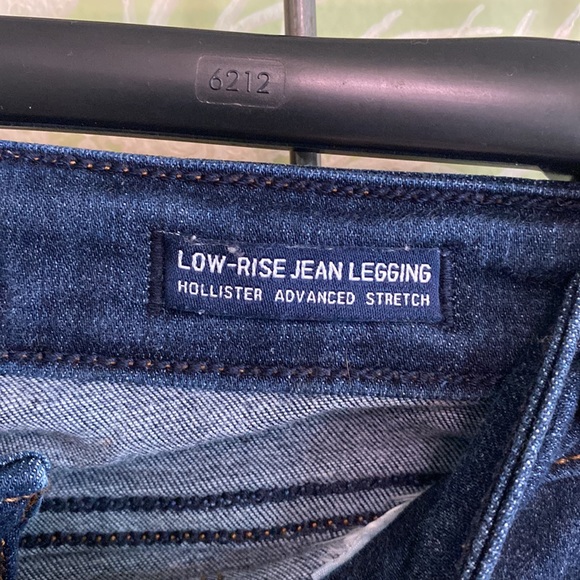 6212
LOW-RISE JEAN LEGGING
HOLLISTER ADVANCED STRETCH